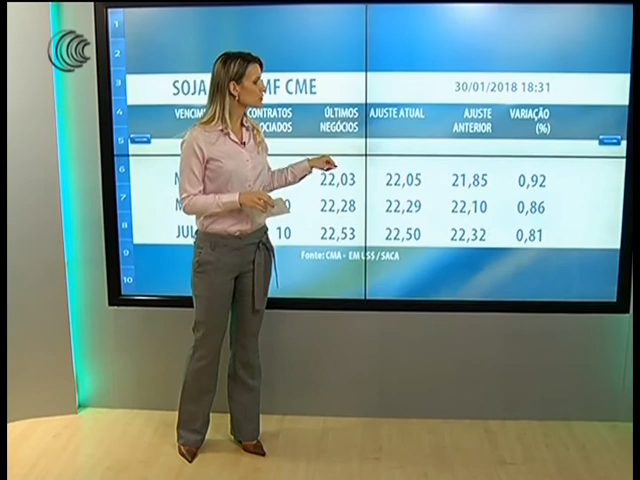 1
2
3
4
5
6
7
8
9
10
SOJA MF CME 30/01/2018 18:31
CONTRATOS ÚLTIMOS NEGÓCIOS AJUSTE ATUAL AJUSTE ANTERIOR VARIAÇÃO (%)
22,03 22,05 21,85 0,92
22,28 22,29 22,10 0,86
JUL 10 22,53 22,50 22,32 0,81
Fonte: CMA - EM US$ / SACA